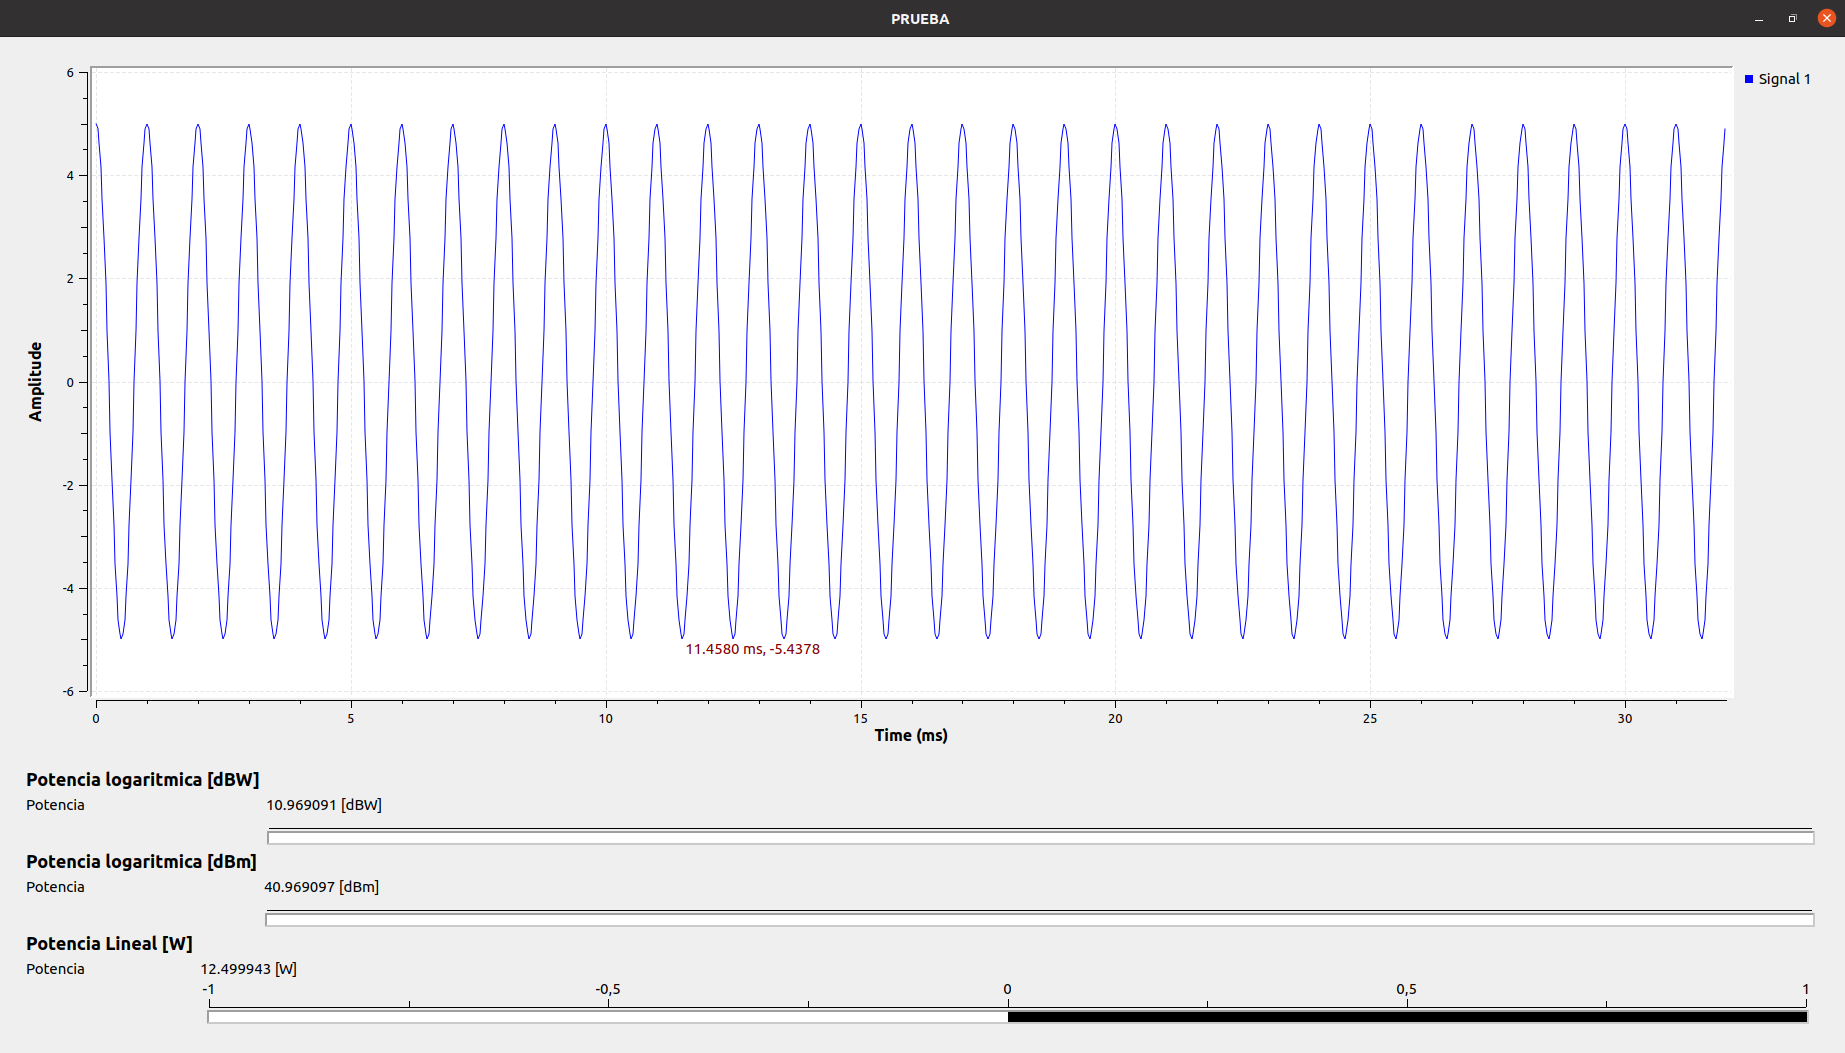 PRUEBA
Signal 1
6
4
2
0
-2
-4
-6
Amplitude
11.4580 ms, -5.4378
0 5 10 15 20 25 30
Time (ms)
Potencia logaritmica [dBW]
Potencia 10.969091 [dBW]
Potencia logaritmica [dBm]
Potencia 40.969097 [dBm]
Potencia Lineal [W]
Potencia 12.499943 [W]
-1 -0,5 0 0,5 1